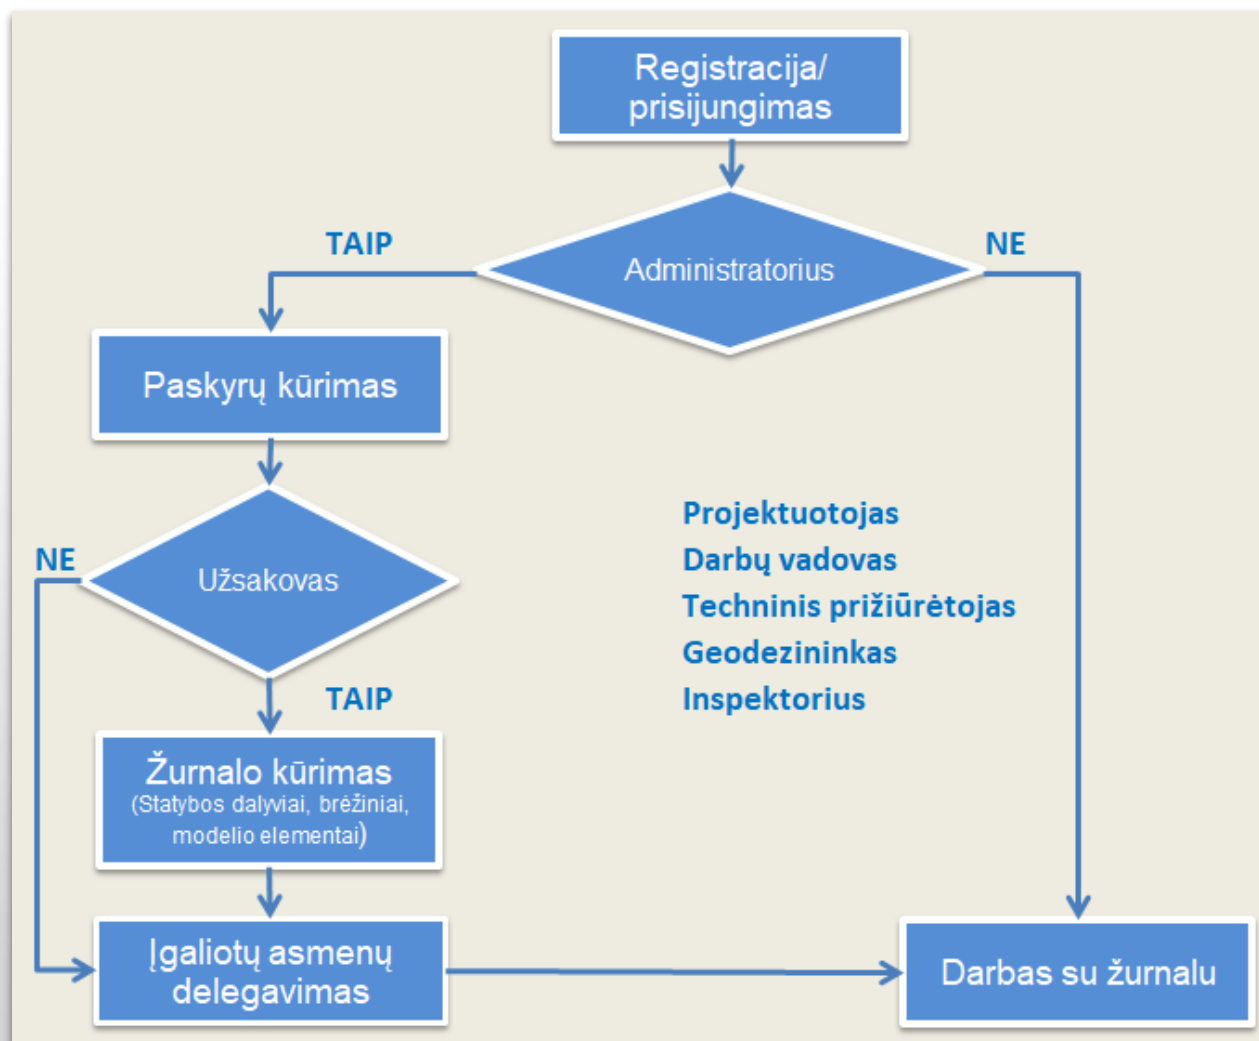 Registracija/
prisijungimas
TAIP
NE
Administratorius
Paskyrų kūrimas
Projektuotojas
Darbų vadovas
Techninis prižiūrėtojas
Geodezininkas
Inspektorius
NE
Užsakovas
TAIP
Žurnalo kūrimas
(Statybos dalyviai, brėžiniai,
modelio elementai)
Įgaliotų asmenų
delegavimas
Darbas su žurnalu